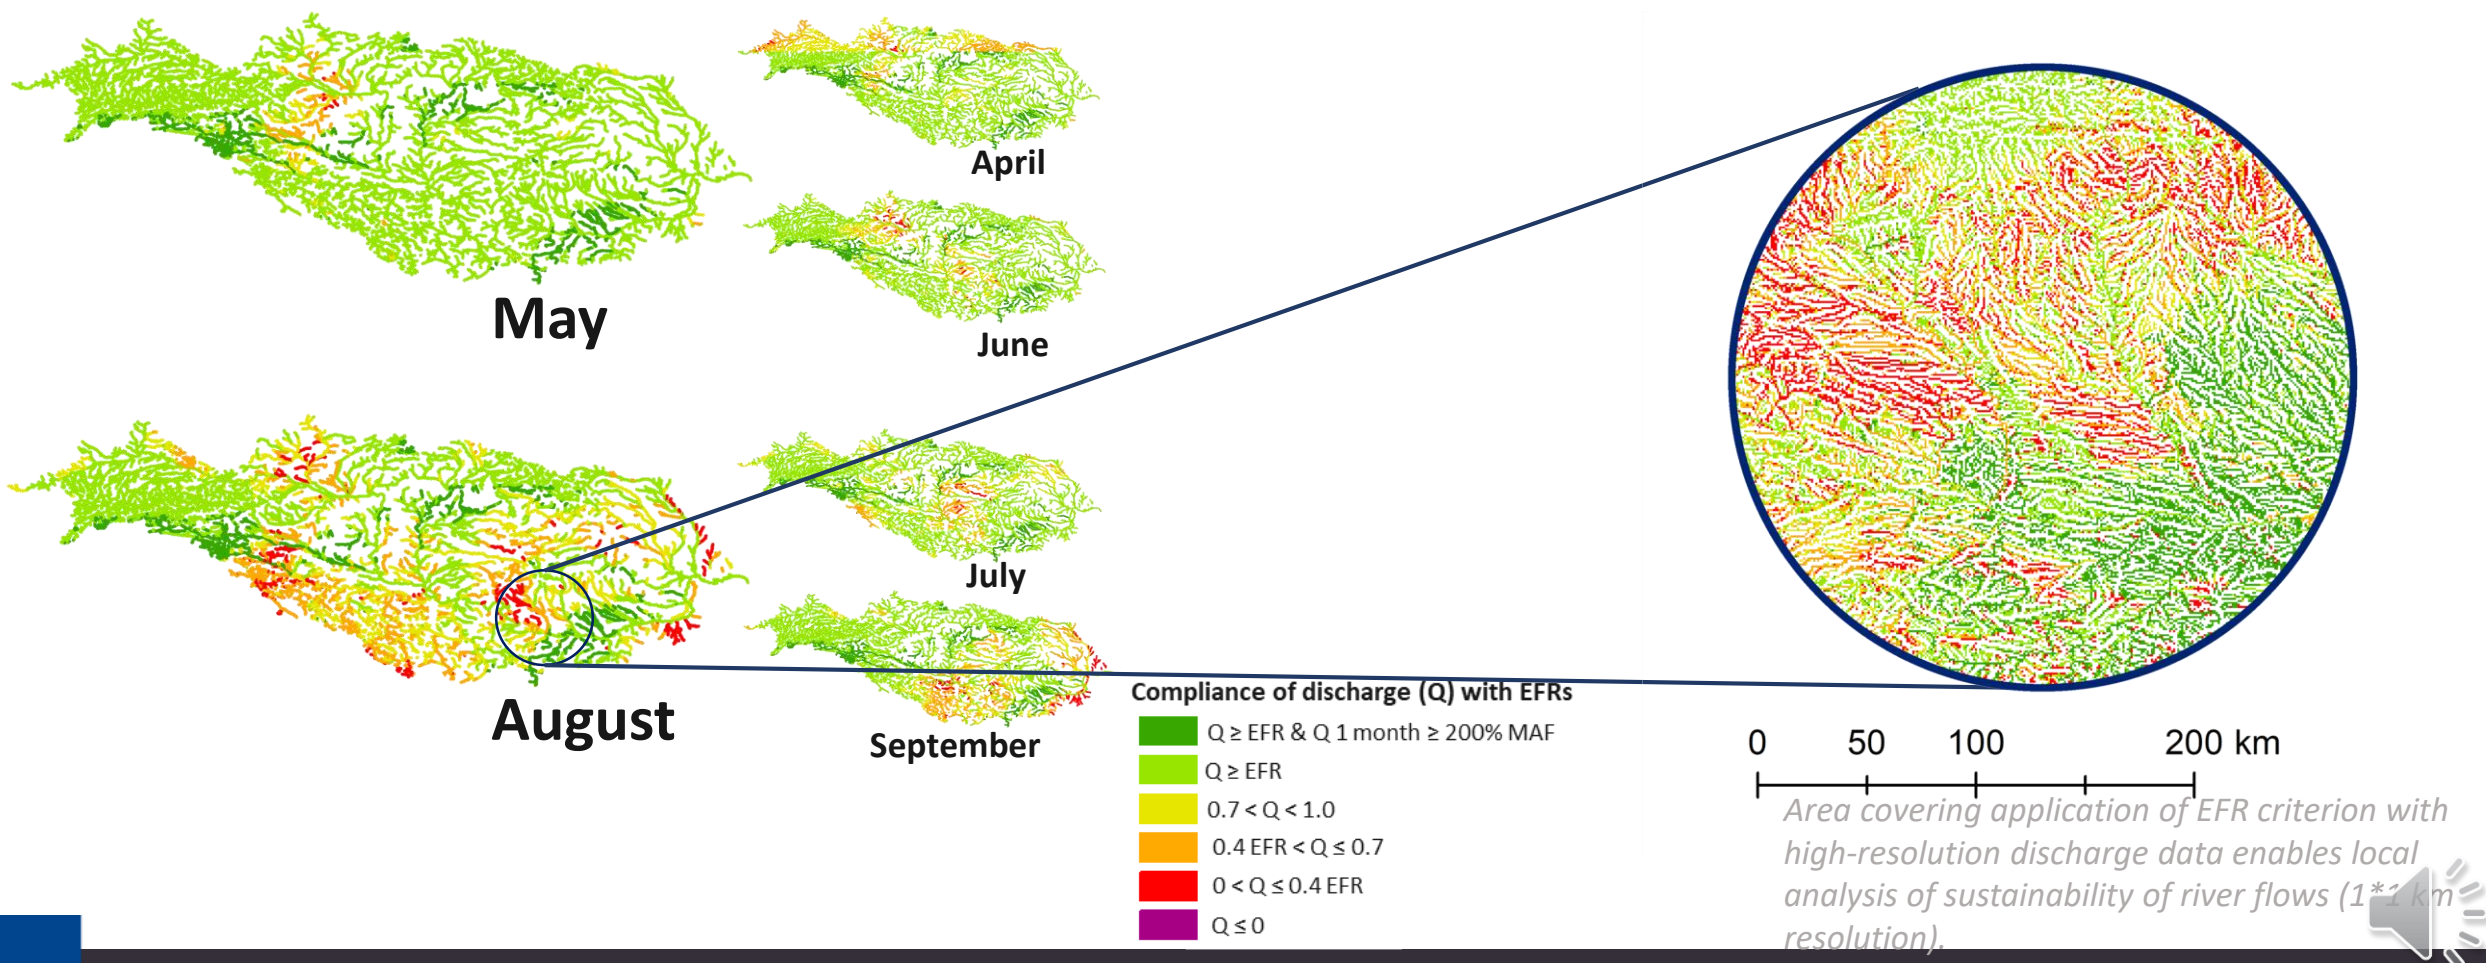 April
May
June
July
August
September
Compliance of discharge (Q) with EFRs
Q ≥ EFR & Q 1 month ≥ 200% MAF
Q ≥ EFR
0.7 < Q < 1.0
0.4 EFR < Q ≤ 0.7
0 < Q ≤ 0.4 EFR
Q ≤ 0
0 50 100 200 km
Area covering application of EFR criterion with
high-resolution discharge data enables local
analysis of sustainability of river flows (1*1 km
resolution).